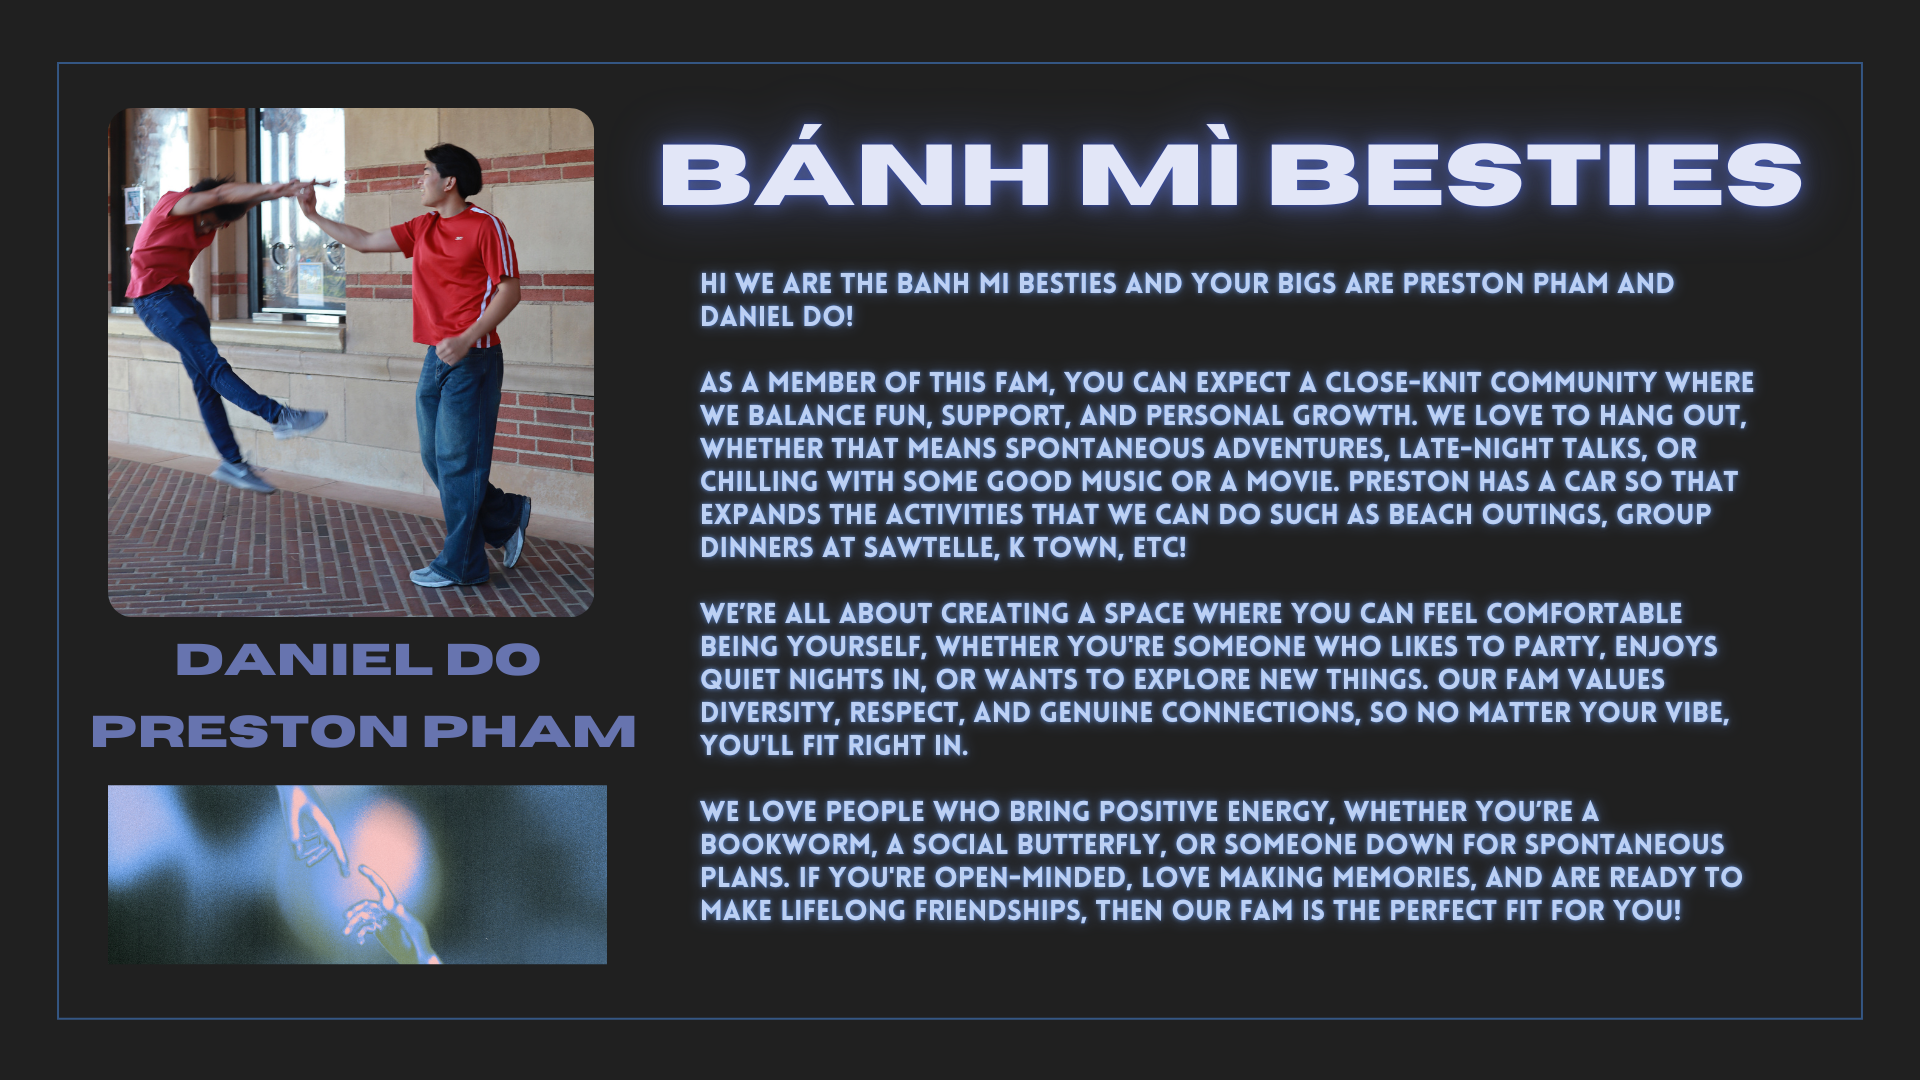 BÁNH MÌ BESTIES
HI WE ARE THE BANH MI BESTIES AND YOUR BIGS ARE PRESTON PHAM AND
DANIEL DO!
AS A MEMBER OF THIS FAM, YOU CAN EXPECT A CLOSE-KNIT COMMUNITY WHERE
WE BALANCE FUN, SUPPORT, AND PERSONAL GROWTH. WE LOVE TO HANG OUT,
WHETHER THAT MEANS SPONTANEOUS ADVENTURES, LATE-NIGHT TALKS, OR
CHILLING WITH SOME GOOD MUSIC OR A MOVIE. PRESTON HAS A CAR SO THAT
EXPANDS THE ACTIVITIES THAT WE CAN DO SUCH AS BEACH OUTINGS, GROUP
DINNERS AT SAWTELLE, K TOWN, ETC!
WE’RE ALL ABOUT CREATING A SPACE WHERE YOU CAN FEEL COMFORTABLE
BEING YOURSELF, WHETHER YOU'RE SOMEONE WHO LIKES TO PARTY, ENJOYS
QUIET NIGHTS IN, OR WANTS TO EXPLORE NEW THINGS. OUR FAM VALUES
DIVERSITY, RESPECT, AND GENUINE CONNECTIONS, SO NO MATTER YOUR VIBE,
YOU'LL FIT RIGHT IN.
WE LOVE PEOPLE WHO BRING POSITIVE ENERGY, WHETHER YOU’RE A
BOOKWORM, A SOCIAL BUTTERFLY, OR SOMEONE DOWN FOR SPONTANEOUS
PLANS. IF YOU'RE OPEN-MINDED, LOVE MAKING MEMORIES, AND ARE READY TO
MAKE LIFELONG FRIENDSHIPS, THEN OUR FAM IS THE PERFECT FIT FOR YOU!
DANIEL DO
PRESTON PHAM